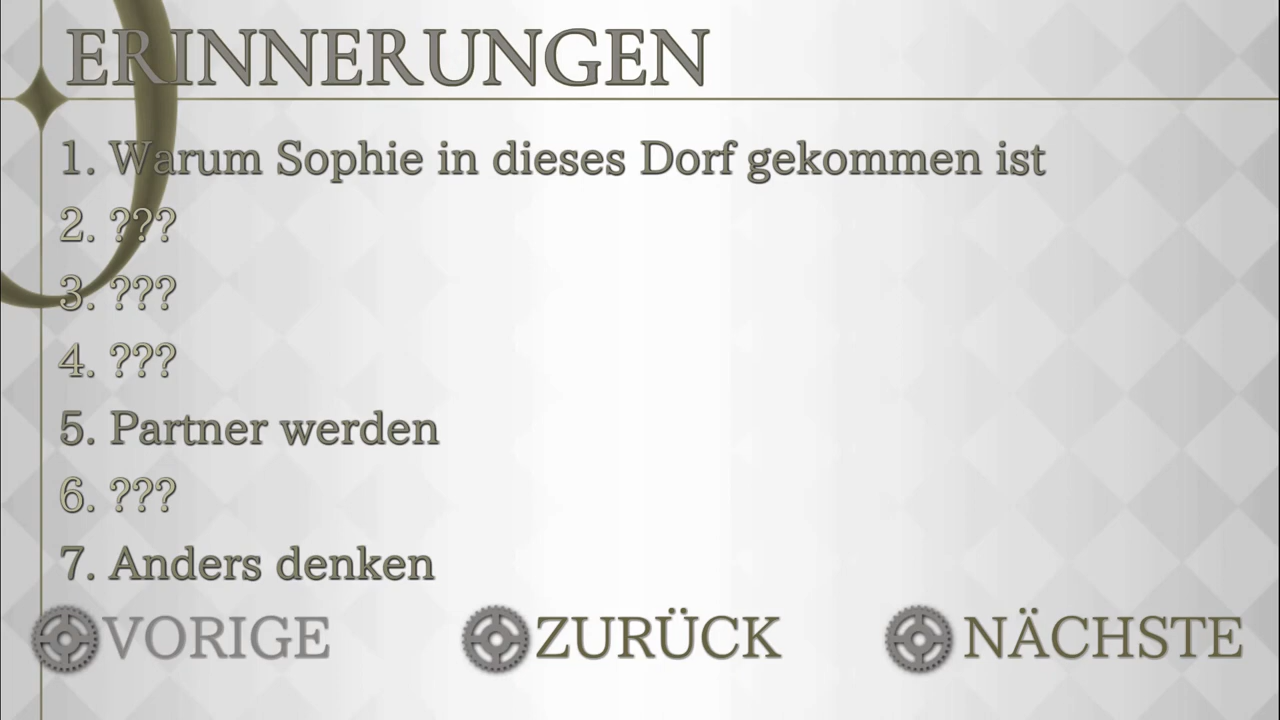 ERINNERUNGEN
1. Warum Sophie in dieses Dorf gekommen ist
2. ???
3. ???
4. ???
5. Partner werden
6. ???
7. Anders denken
VORIGE ZURÜCK NÄCHSTE